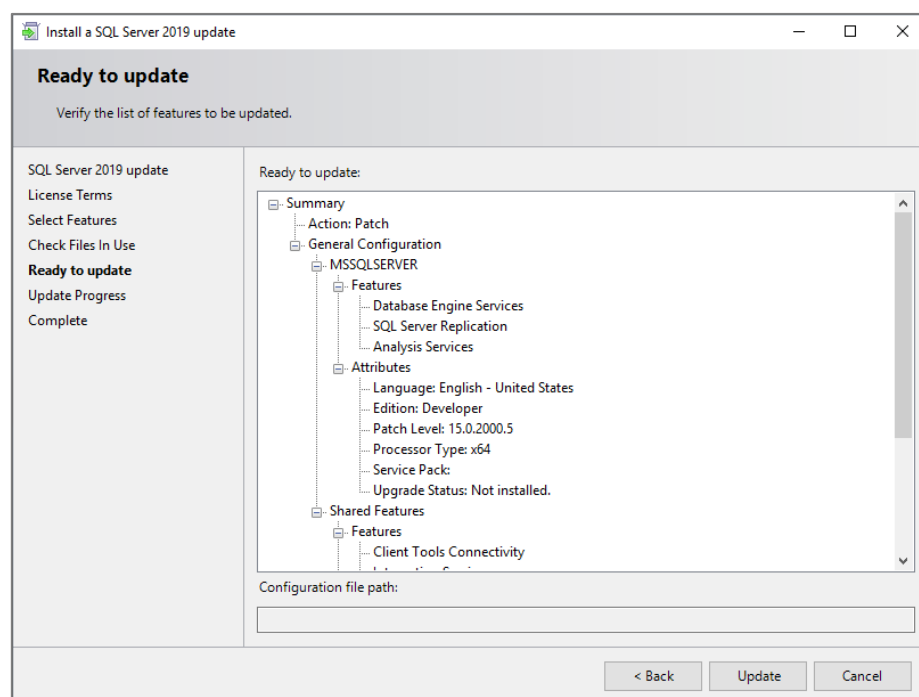 Install a SQL Server 2019 update
Ready to update
Verify the list of features to be updated.
SQL Server 2019 update
License Terms
Select Features
Check Files In Use
Ready to update
Update Progress
Complete
Ready to update:
Summary
Action: Patch
General Configuration
MSSQLSERVER
Features
Database Engine Services
SQL Server Replication
Analysis Services
Attributes
Language: English - United States
Edition: Developer
Patch Level: 15.0.2000.5
Processor Type: x64
Service Pack:
Upgrade Status: Not installed.
Shared Features
Features
Client Tools Connectivity
Configuration file path:
< Back
Update
Cancel